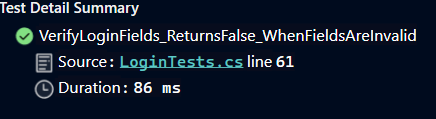 Test Detail Summary
VerifyLoginFields_ReturnsFalse_WhenFieldsAreInvalid
Source: LoginTests.cs line 61
Duration: 86 ms